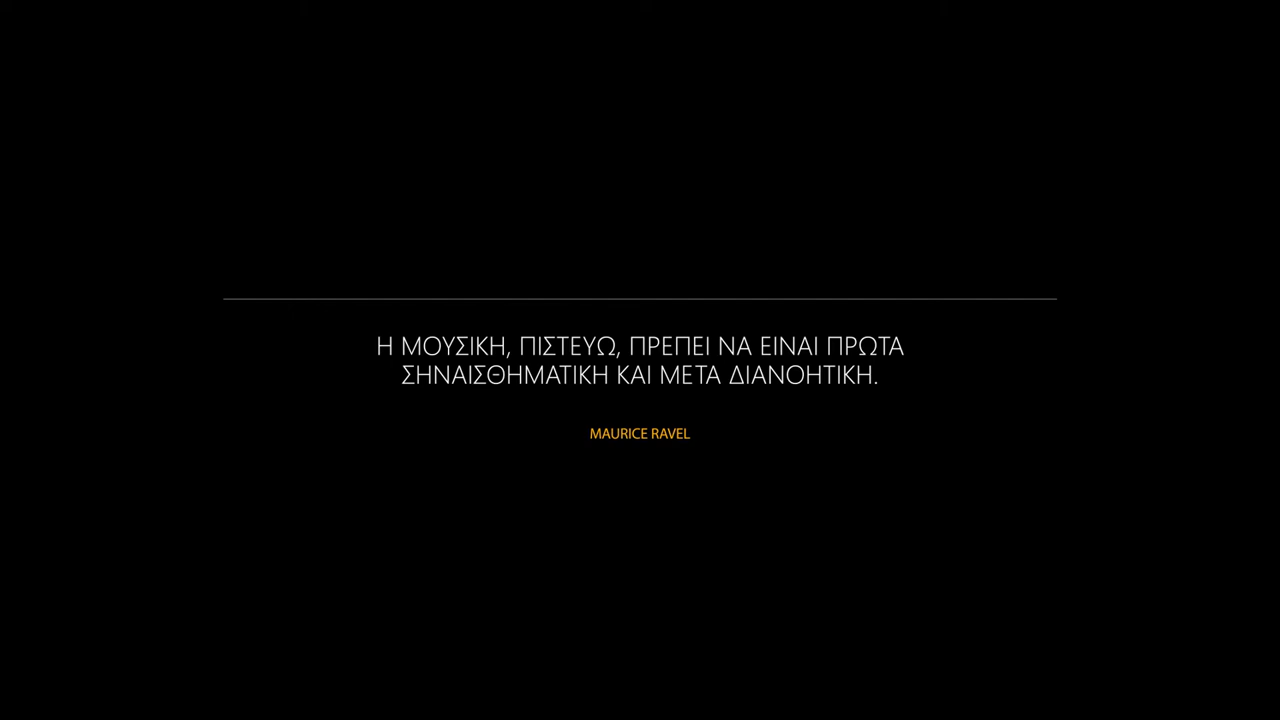 Η ΜΟΥΣΙΚΗ, ΠΙΣΤΕΥΩ, ΠΡΕΠΕΙ ΝΑ ΕΙΝΑΙ ΠΡΩΤΑ
ΣΗΝΑΙΣΘΗΜΑΤΙΚΗ ΚΑΙ ΜΕΤΑ ΔΙΑΝΟΗΤΙΚΗ.
MAURICE RAVEL